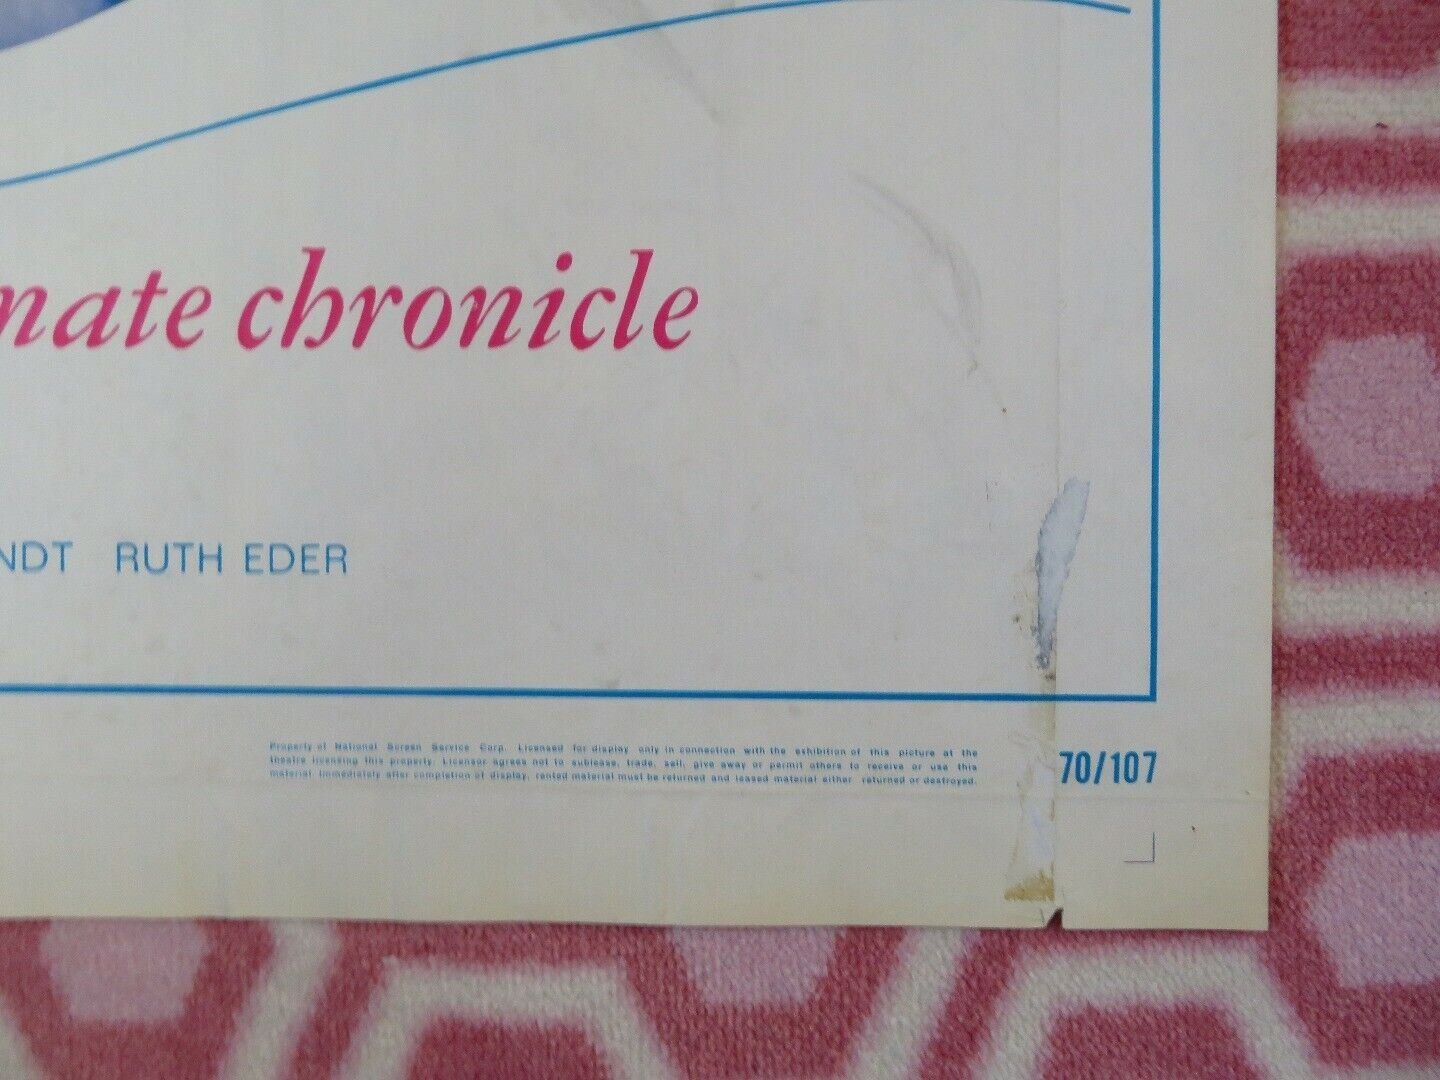 nate chronicle
NDT RUTH EDER
Property of National Screen Service Corp. Licensed for display only in connection with the exhibition of this picture at the
theatre licensing this property. Licensor agrees not to sublease, trade, sell, give away or permit others to receive or use this
material immediately after completion of display, rented material must be returned and leased material either returned or destroyed.
70/107